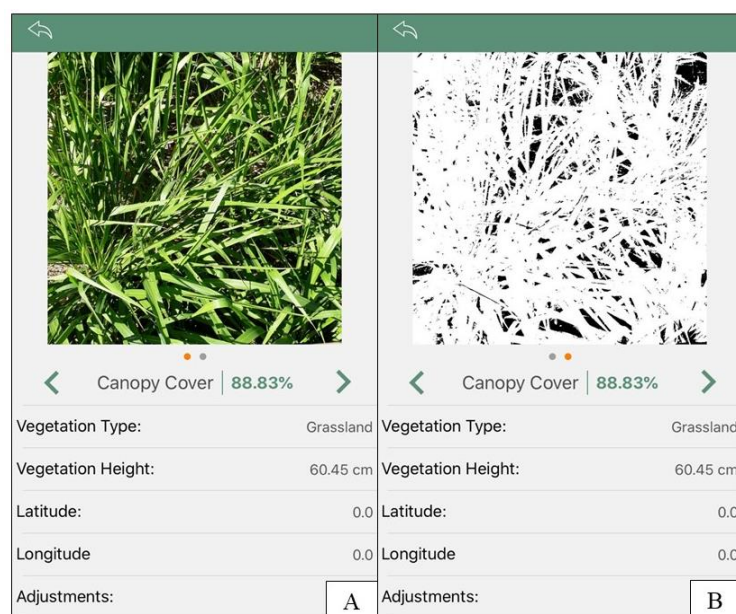 Canopy Cover | 88.83%
Vegetation Type: Grassland
Vegetation Height: 60.45 cm
Latitude: 0.0
Longitude 0.0
Adjustments:
A
Canopy Cover | 88.83%
Vegetation Type: Grassland
Vegetation Height: 60.45 cm
Latitude: 0.0
Longitude 0.0
Adjustments:
B